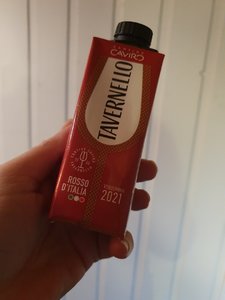 CAVIRO
TAVERNELLO
ROSSO
D'ITALIA
2021